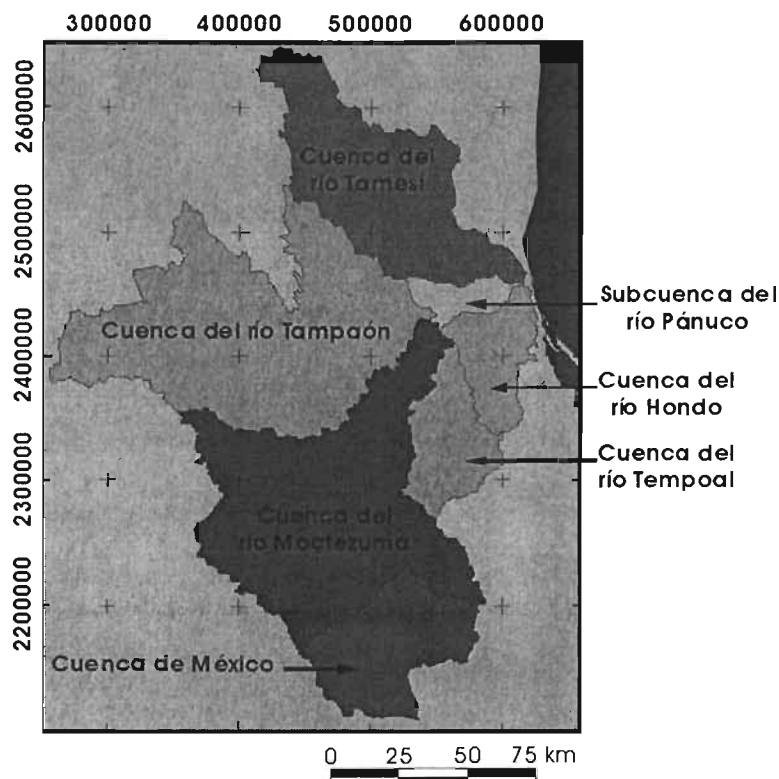 300000 400000 500000 600000
2600000
2500000
2400000
2300000
2200000
Cuenca del
río Tamesí
Cuenca del río Tampaón
Subcuenca del
río Pánuco
Cuenca del
río Hondo
Cuenca del
río Tempoal
Cuenca del
río Moctezuma
Cuenca de México
0 25 50 75 km